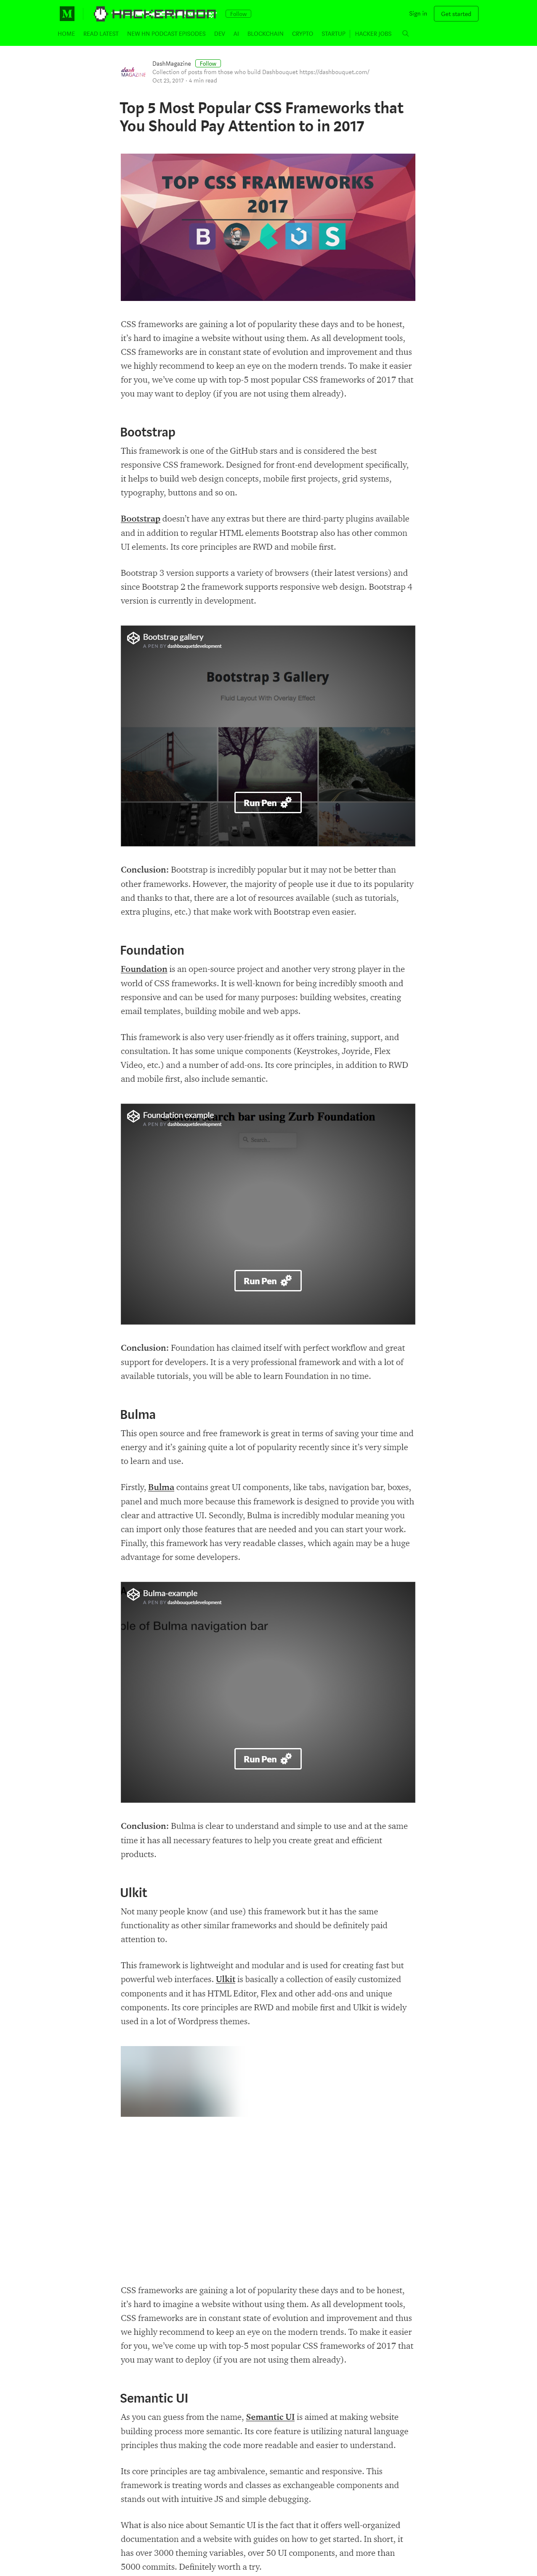 M HACKERNOON Follow Sign in Get started
HOME READ LATEST NEW HN PODCAST EPISODES DEV AI BLOCKCHAIN CRYPTO STARTUP HACKER JOBS
dash MAGAZINE
DashMagazine Follow
Collection of posts from those who build Dashbouquet https://dashbouquet.com/
Oct 23, 2017 · 4 min read
Top 5 Most Popular CSS Frameworks that
You Should Pay Attention to in 2017
TOP CSS FRAMEWORKS
2017
B S
CSS frameworks are gaining a lot of popularity these days and to be honest,
it’s hard to imagine a website without using them. As all development tools,
CSS frameworks are in constant state of evolution and improvement and thus
we highly recommend to keep an eye on the modern trends. To make it easier
for you, we’ve come up with top-5 most popular CSS frameworks of 2017 that
you may want to deploy (if you are not using them already).
Bootstrap
This framework is one of the GitHub stars and is considered the best
responsive CSS framework. Designed for front-end development specifically,
it helps to build web design concepts, mobile first projects, grid systems,
typography, buttons and so on.
Bootstrap doesn’t have any extras but there are third-party plugins available
and in addition to regular HTML elements Bootstrap also has other common
UI elements. Its core principles are RWD and mobile first.
Bootstrap 3 version supports a variety of browsers (their latest versions) and
since Bootstrap 2 the framework supports responsive web design. Bootstrap 4
version is currently in development.
Bootstrap gallery
A PEN BY dashbouquetdevelopment
Bootstrap 3 Gallery
Fluid Layout With Overlay Effect
Run Pen
Conclusion: Bootstrap is incredibly popular but it may not be better than
other frameworks. However, the majority of people use it due to its popularity
and thanks to that, there are a lot of resources available (such as tutorials,
extra plugins, etc.) that make work with Bootstrap even easier.
Foundation
Foundation is an open-source project and another very strong player in the
world of CSS frameworks. It is well-known for being incredibly smooth and
responsive and can be used for many purposes: building websites, creating
email templates, building mobile and web apps.
This framework is also very user-friendly as it offers training, support, and
consultation. It has some unique components (Keystrokes, Joyride, Flex
Video, etc.) and a number of add-ons. Its core principles, in addition to RWD
and mobile first, also include semantic.
Foundation example
rch bar using Zurb Foundation
A PEN BY dashbouquetdevelopment
Search...
Run Pen
Conclusion: Foundation has claimed itself with perfect workflow and great
support for developers. It is a very professional framework and with a lot of
available tutorials, you will be able to learn Foundation in no time.
Bulma
This open source and free framework is great in terms of saving your time and
energy and it’s gaining quite a lot of popularity recently since it’s very simple
to learn and use.
Firstly, Bulma contains great UI components, like tabs, navigation bar, boxes,
panel and much more because this framework is designed to provide you with
clear and attractive UI. Secondly, Bulma is incredibly modular meaning you
can import only those features that are needed and you can start your work.
Finally, this framework has very readable classes, which again may be a huge
advantage for some developers.
Bulma-example
A PEN BY dashbouquetdevelopment
ple of Bulma navigation bar
Run Pen
Conclusion: Bulma is clear to understand and simple to use and at the same
time it has all necessary features to help you create great and efficient
products.
Ulkit
Not many people know (and use) this framework but it has the same
functionality as other similar frameworks and should be definitely paid
attention to.
This framework is lightweight and modular and is used for creating fast but
powerful web interfaces. Ulkit is basically a collection of easily customized
components and it has HTML Editor, Flex and other add-ons and unique
components. Its core principles are RWD and mobile first and Ulkit is widely
used in a lot of Wordpress themes.
CSS frameworks are gaining a lot of popularity these days and to be honest,
it’s hard to imagine a website without using them. As all development tools,
CSS frameworks are in constant state of evolution and improvement and thus
we highly recommend to keep an eye on the modern trends. To make it easier
for you, we’ve come up with top-5 most popular CSS frameworks of 2017 that
you may want to deploy (if you are not using them already).
Semantic UI
As you can guess from the name, Semantic UI is aimed at making website
building process more semantic. Its core feature is utilizing natural language
principles thus making the code more readable and easier to understand.
Its core principles are tag ambivalence, semantic and responsive. This
framework is treating words and classes as exchangeable components and
stands out with intuitive JS and simple debugging.
What is also nice about Semantic UI is the fact that it offers well-organized
documentation and a website with guides on how to get started. In short, it
has over 3000 theming variables, over 50 UI components, and more than
5000 commits. Definitely worth a try.